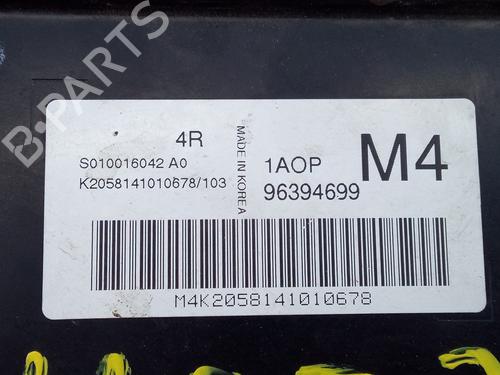 B-PARTS
4R
S010016042 A0
K2058141010678/103
MADE IN KOREA
1AOP
96394699
M4
M4K2058141010678